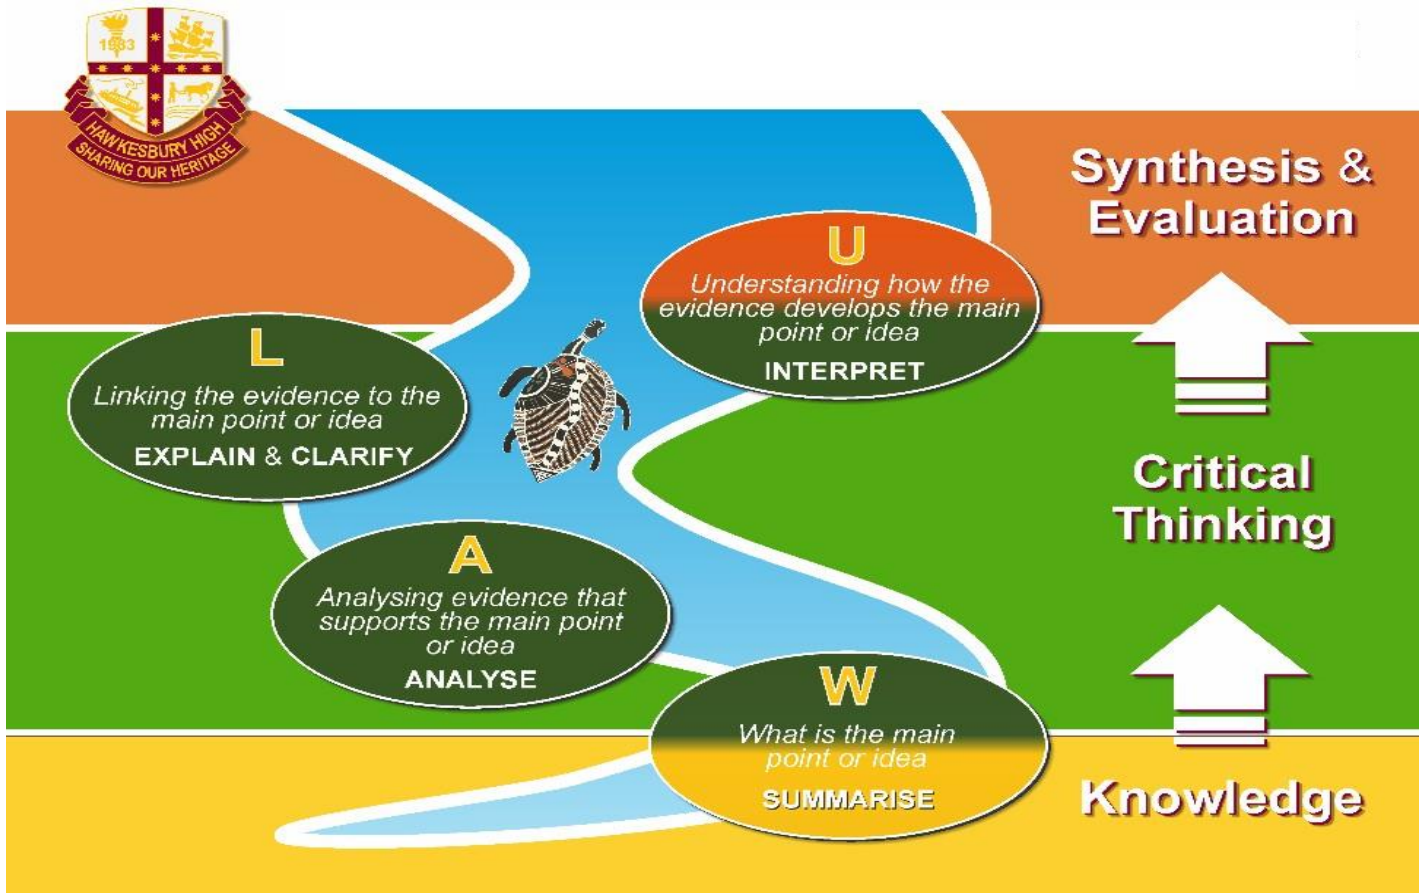 1983
HAWKESBURY HIGH
SHARING OUR HERITAGE
Synthesis &
Evaluation
U
Understanding how the
evidence develops the main
point or idea
INTERPRET
L
Linking the evidence to the
main point or idea
EXPLAIN & CLARIFY
Critical
Thinking
A
Analysing evidence that
supports the main point
or idea
ANALYSE
W
What is the main
point or idea
SUMMARISE
Knowledge